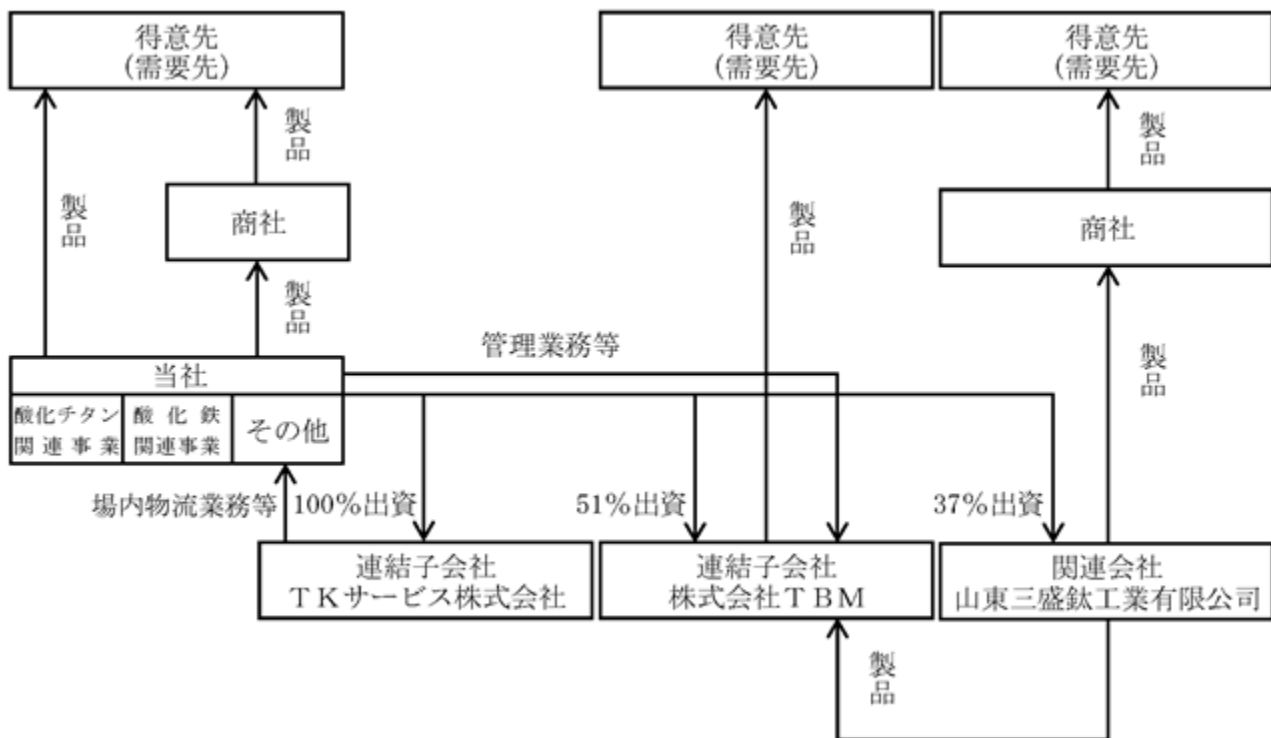 得意先
(需要先)
得意先
(需要先)
得意先
(需要先)
製品
製品
商社
製品
商社
製品
製品
製品
管理業務等
当社
酸化チタン
関連事業
酸化鉄
関連事業
その他
場内物流業務等
100%出資
51%出資
37%出資
連結子会社
TKサービス株式会社
連結子会社
株式会社TBM
関連会社
山東三盛鈦工業有限公司
製品